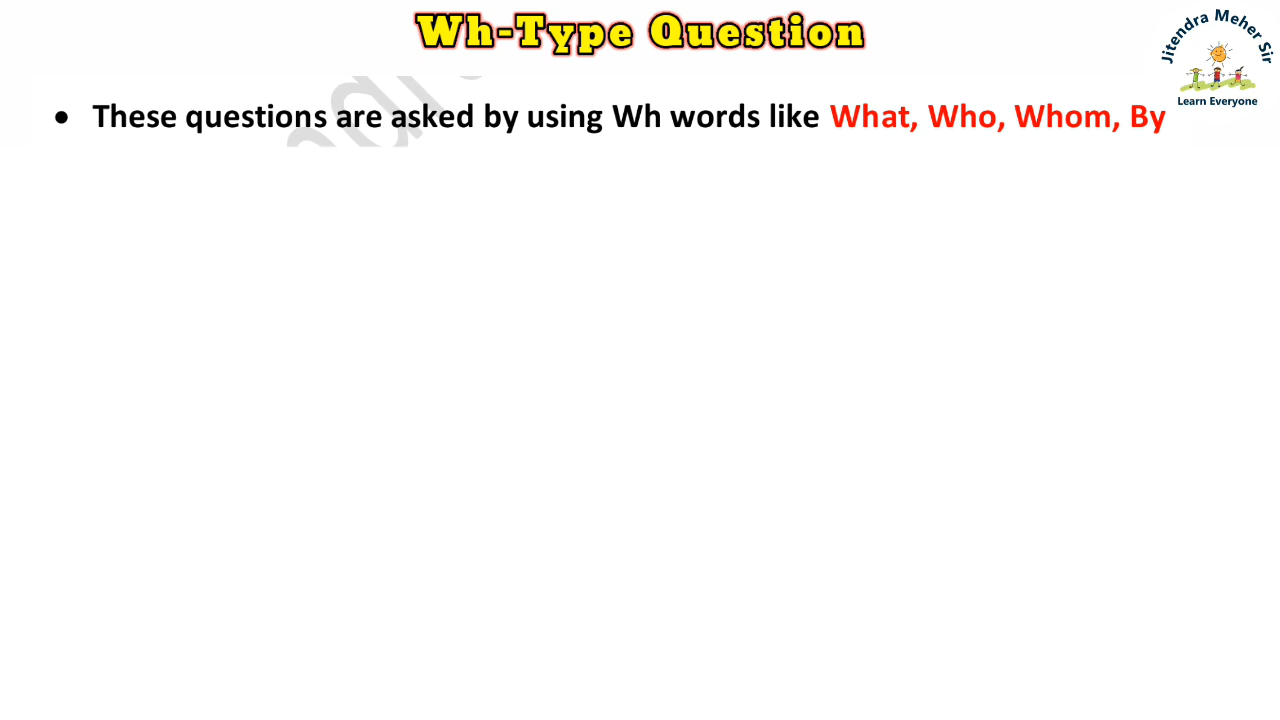 Wh-Type Question
Jitendra Meher Sir
Learn Everyone
• These questions are asked by using Wh words like What, Who, Whom, By